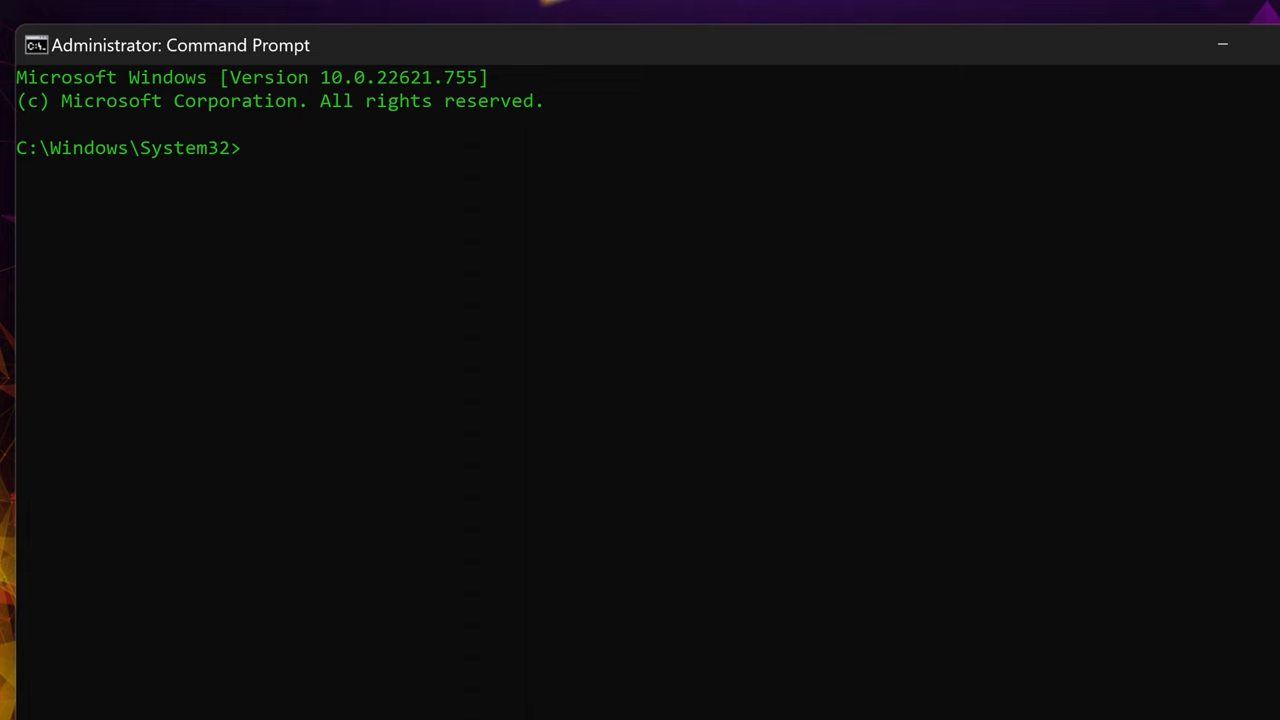 Administrator: Command Prompt
Microsoft Windows [Version 10.0.22621.755]
(c) Microsoft Corporation. All rights reserved.
C:\Windows\System32>